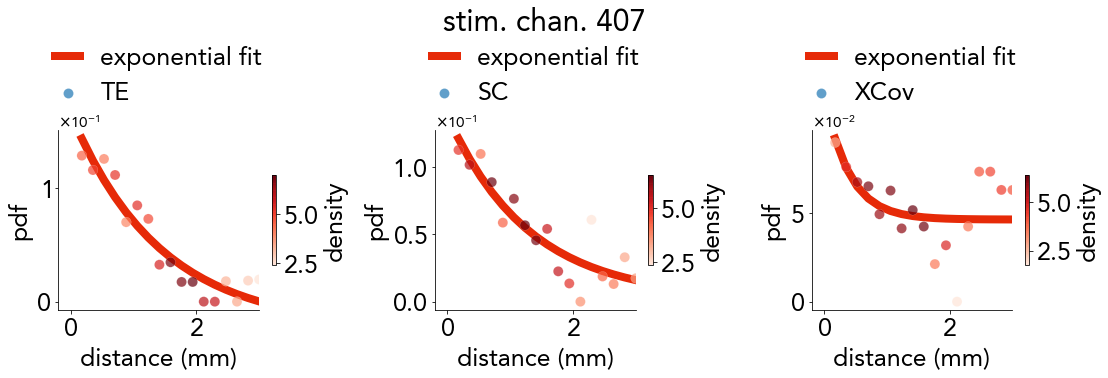 stim. chan. 407
exponential fit
TE
×10⁻¹
1
0
pdf
0
2
distance (mm)
5.0
2.5
density
exponential fit
SC
×10⁻¹
1.0
0.5
0.0
pdf
0
2
distance (mm)
5.0
2.5
density
exponential fit
XCov
×10⁻²
5
0
pdf
0
2
distance (mm)
5.0
2.5
density